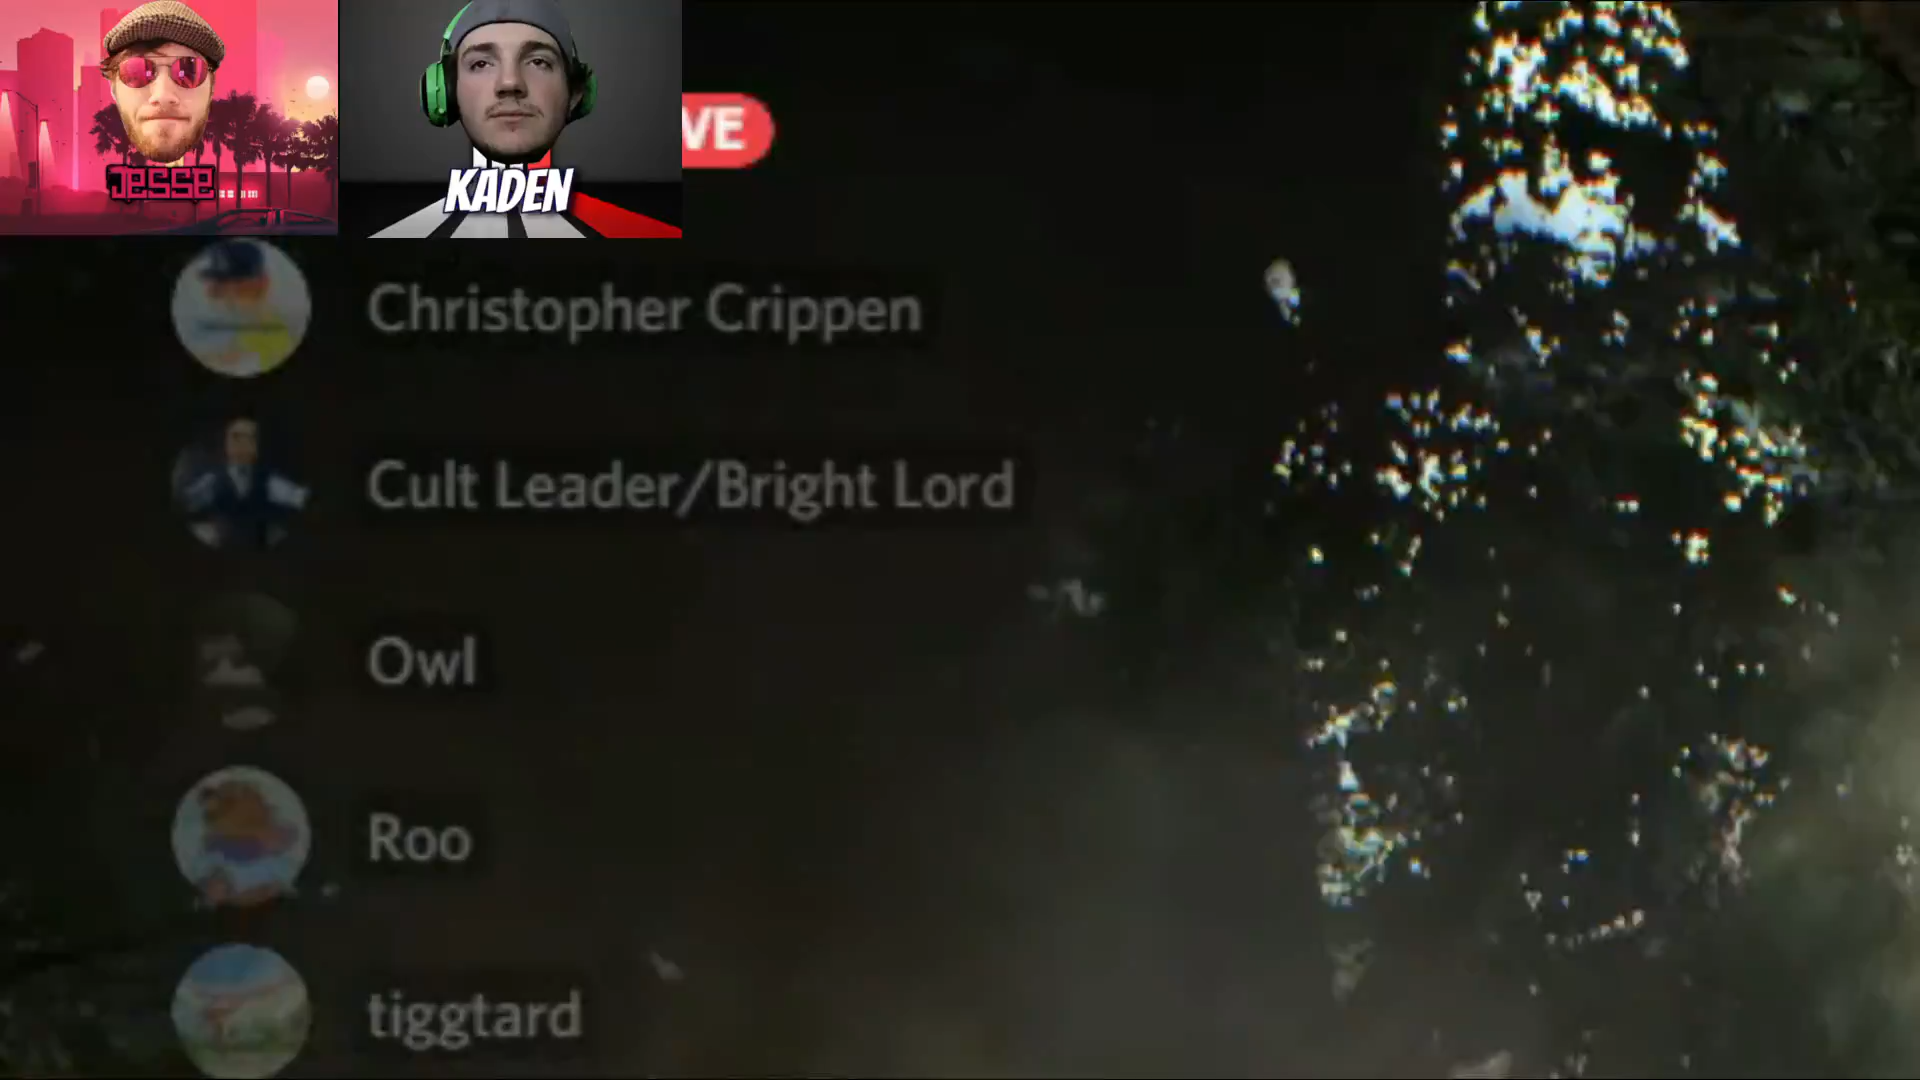 JESSE
KADEN
VE
Christopher Crippen
Cult Leader/Bright Lord
Owl
Roo
tiggtard